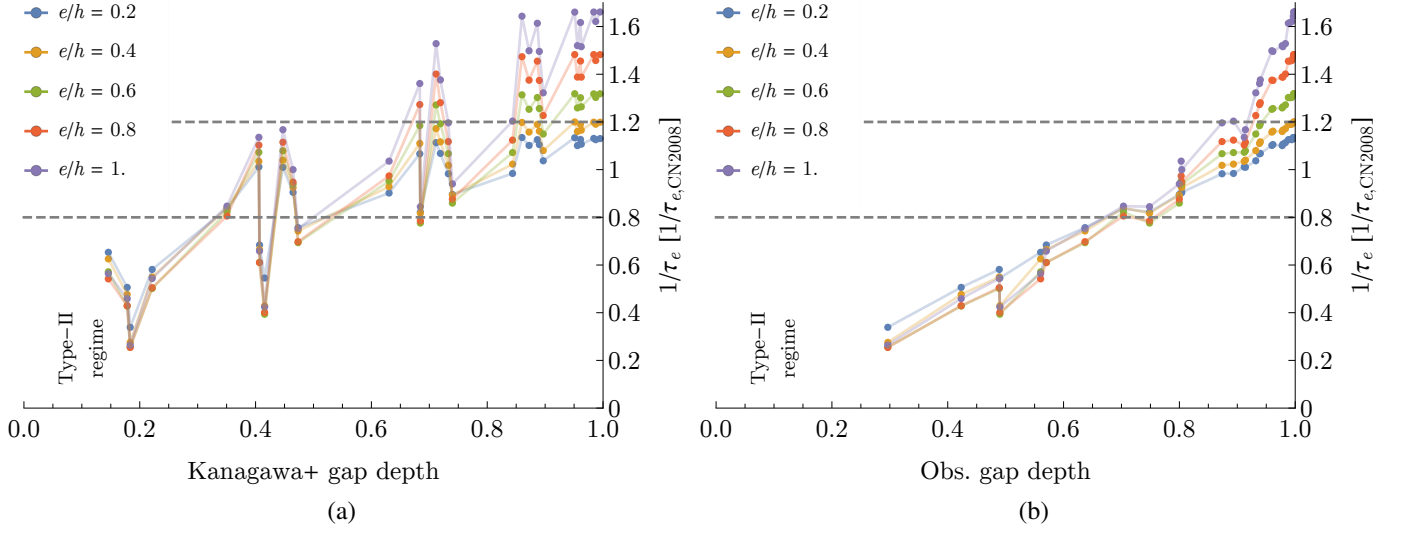 e/h = 0.2
e/h = 0.4
e/h = 0.6
e/h = 0.8
e/h = 1.
Type−II
regime
0.0 0.2 0.4 0.6 0.8 1.0
Kanagawa+ gap depth
0
0.2
0.4
0.6
0.8
1
1.2
1.4
1.6
1/τe [1/τe,CN2008]
(a)
e/h = 0.2
e/h = 0.4
e/h = 0.6
e/h = 0.8
e/h = 1.
Type−II
regime
0.0 0.2 0.4 0.6 0.8 1.0
Obs. gap depth
0
0.2
0.4
0.6
0.8
1
1.2
1.4
1.6
1/τe [1/τe,CN2008]
(b)